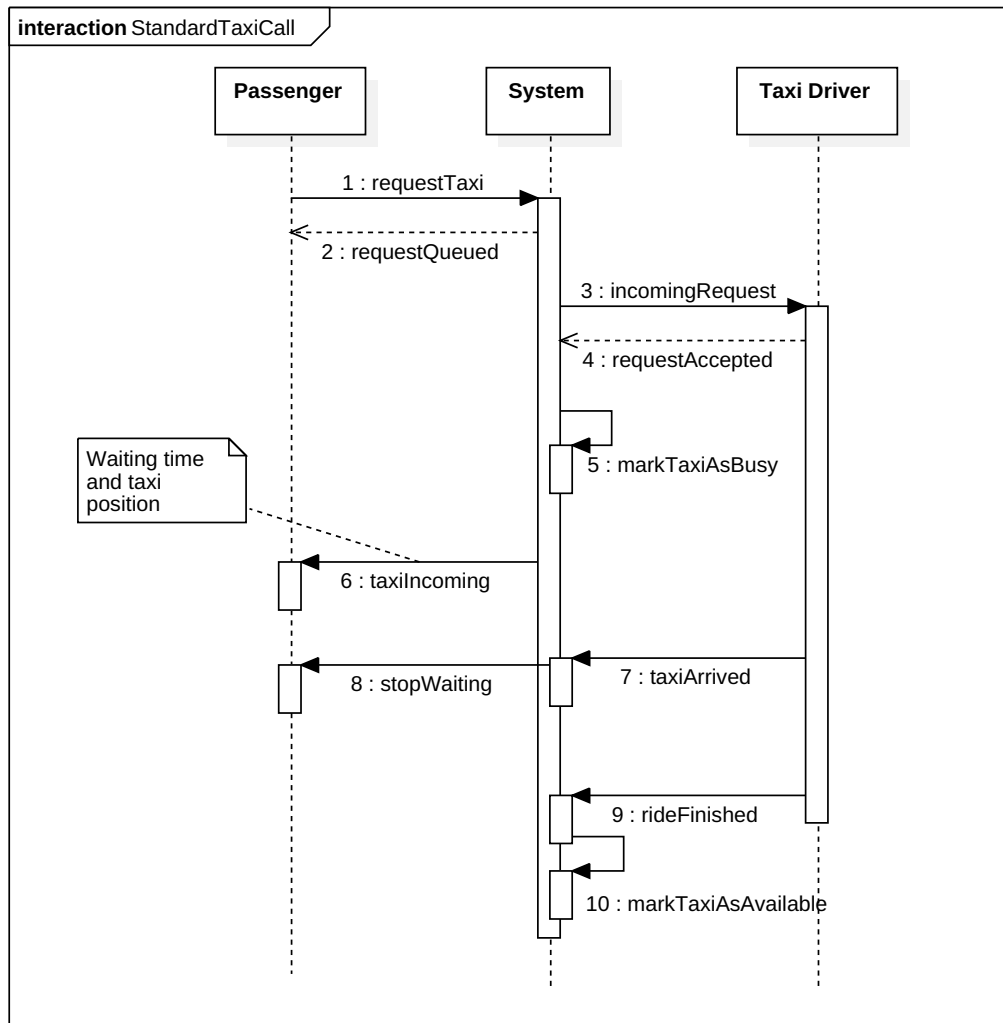 interaction StandardTaxiCall
Passenger
System
Taxi Driver
1 : requestTaxi
2 : requestQueued
3 : incomingRequest
4 : requestAccepted
5 : markTaxiAsBusy
Waiting time
and taxi
position
6 : taxiIncoming
7 : taxiArrived
8 : stopWaiting
9 : rideFinished
10 : markTaxiAsAvailable